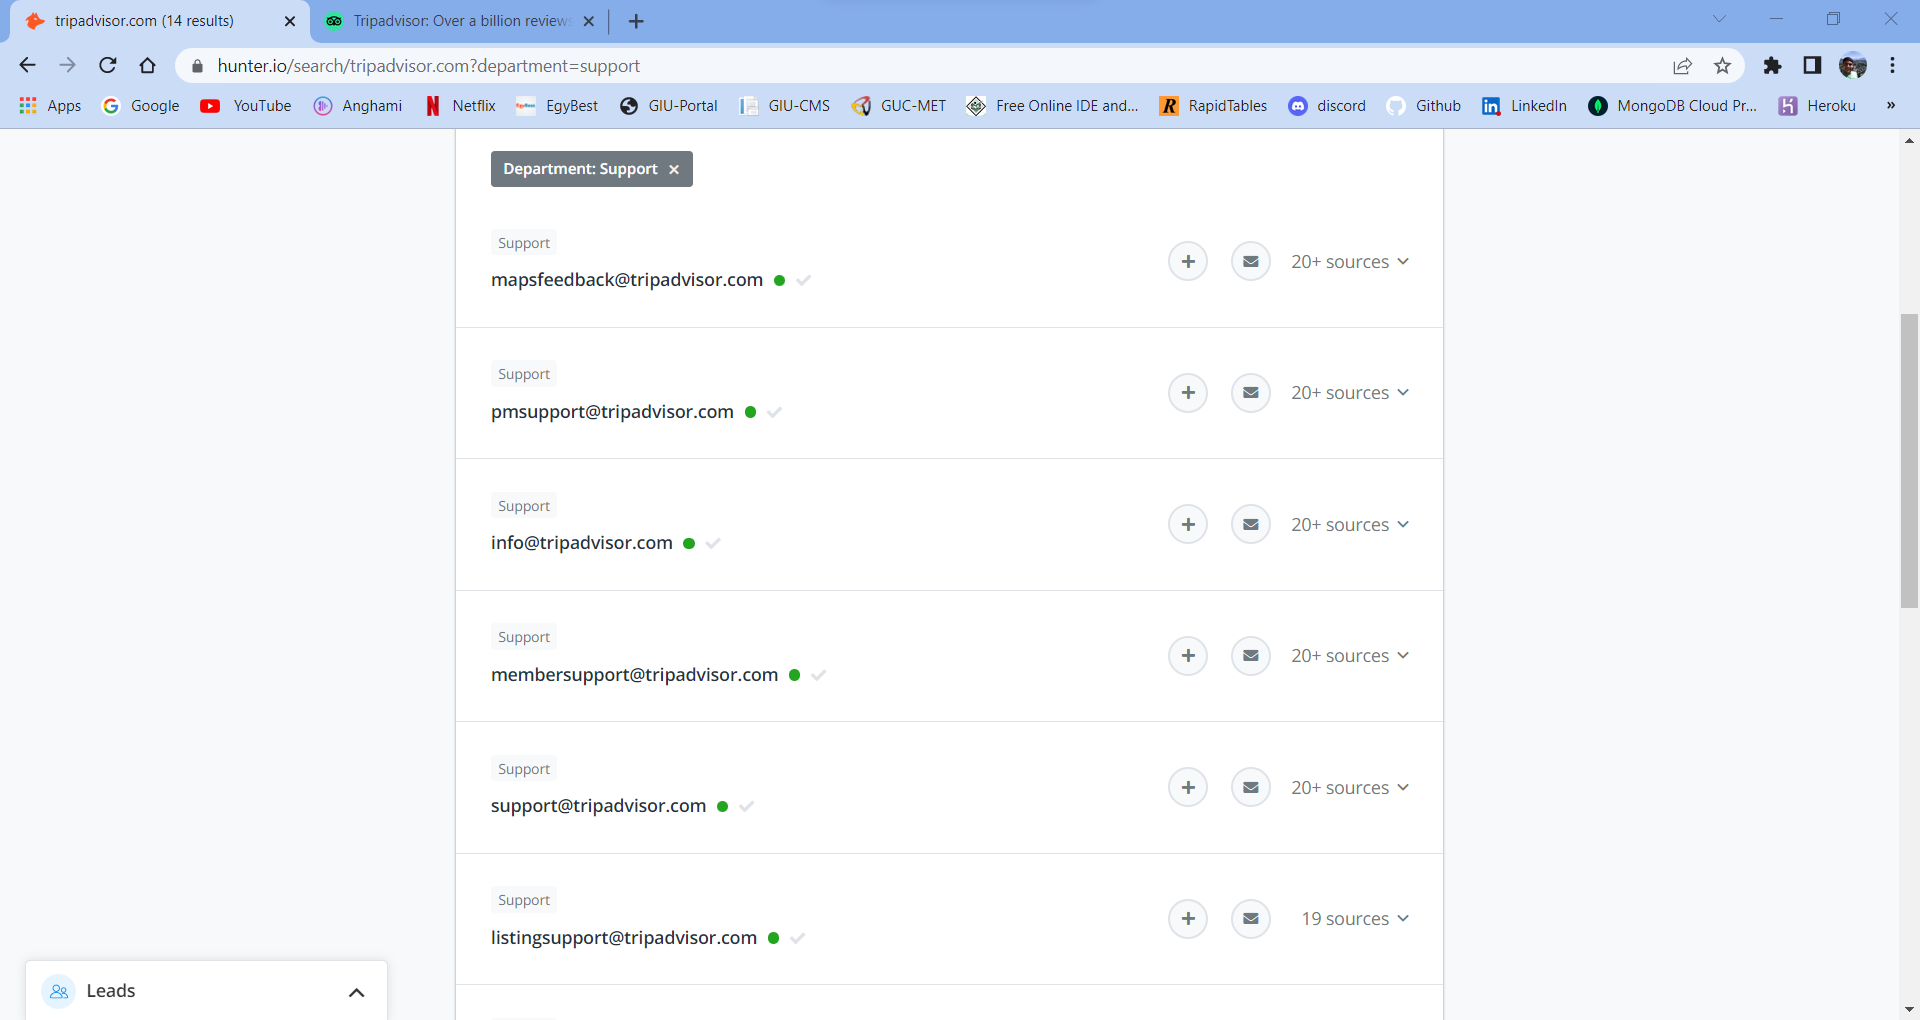 tripadvisor.com (14 results)
Tripadvisor: Over a billion reviews
hunter.io/search/tripadvisor.com?department=support
Apps Google YouTube Anghami Netflix EgyBest GIU-Portal GIU-CMS GUC-MET Free Online IDE and... RapidTables discord Github LinkedIn MongoDB Cloud Pr... Heroku »
Department: Support
Support
mapsfeedback@tripadvisor.com
20+ sources
Support
pmsupport@tripadvisor.com
20+ sources
Support
info@tripadvisor.com
20+ sources
Support
membersupport@tripadvisor.com
20+ sources
Support
support@tripadvisor.com
20+ sources
Support
listingsupport@tripadvisor.com
19 sources
Leads